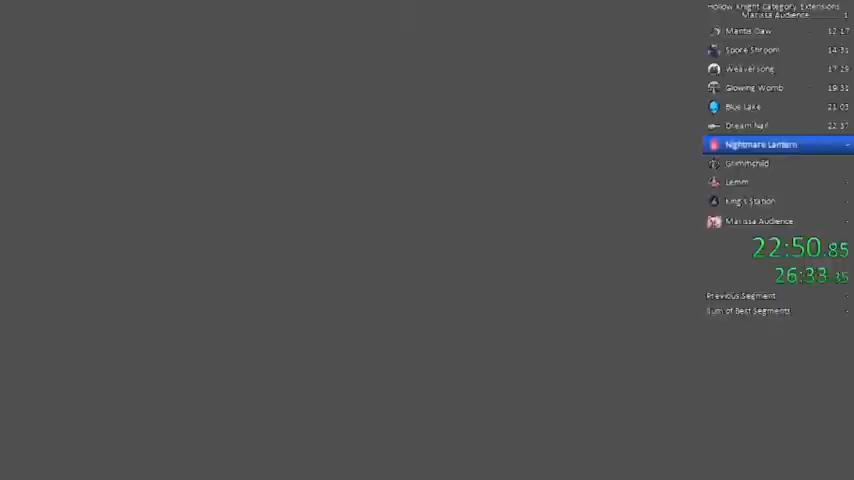 Hollow Knight Category Extensions
Marissa Audience 1
Mantis Claw 12:17
Spore Shroom 14:31
Weaversong 17:29
Glowing Womb - 19:31
Blue Lake 21:03
Dream Nail 22:37
Nightmare Lantern -
Grimmchild -
Lemm -
King's Station -
Marissa Audience -
22:50.85
26:33.35
Previous Segment -
Sum of Best Segments -